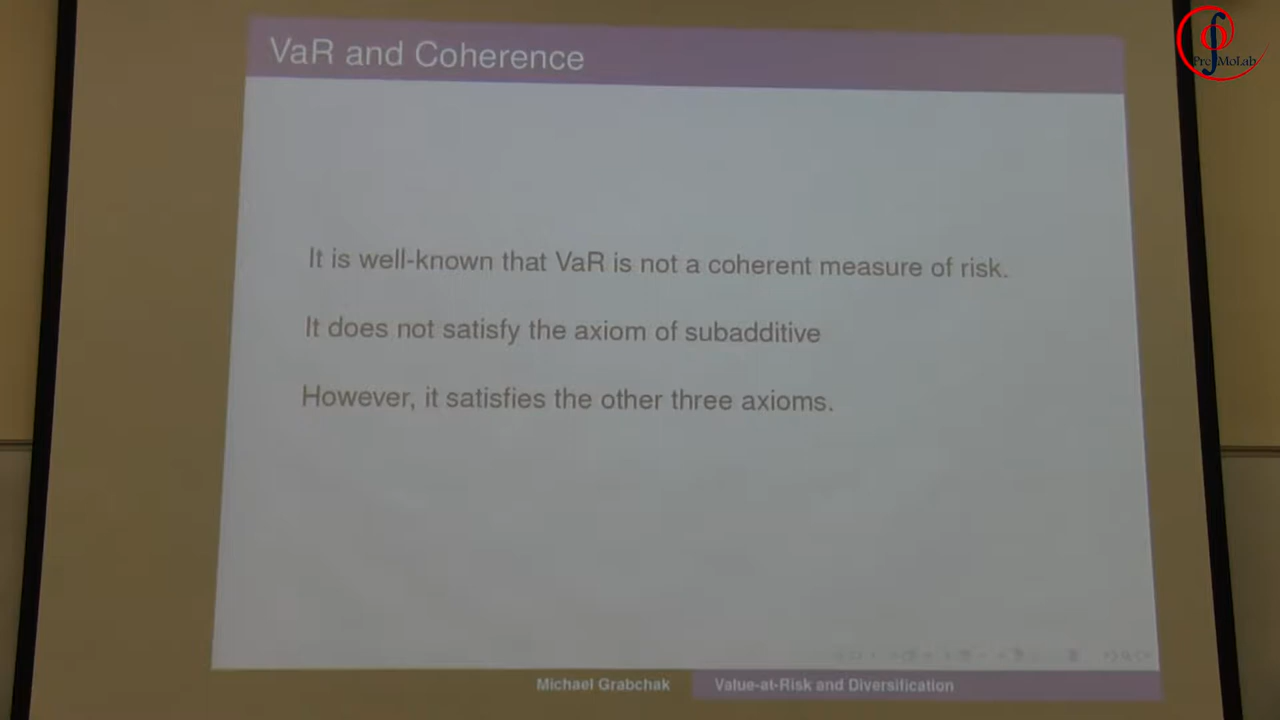 VaR and Coherence
It is well-known that VaR is not a coherent measure of risk.
It does not satisfy the axiom of subadditive
However, it satisfies the other three axioms.
Michael Grabchak
Value-at-Risk and Diversification